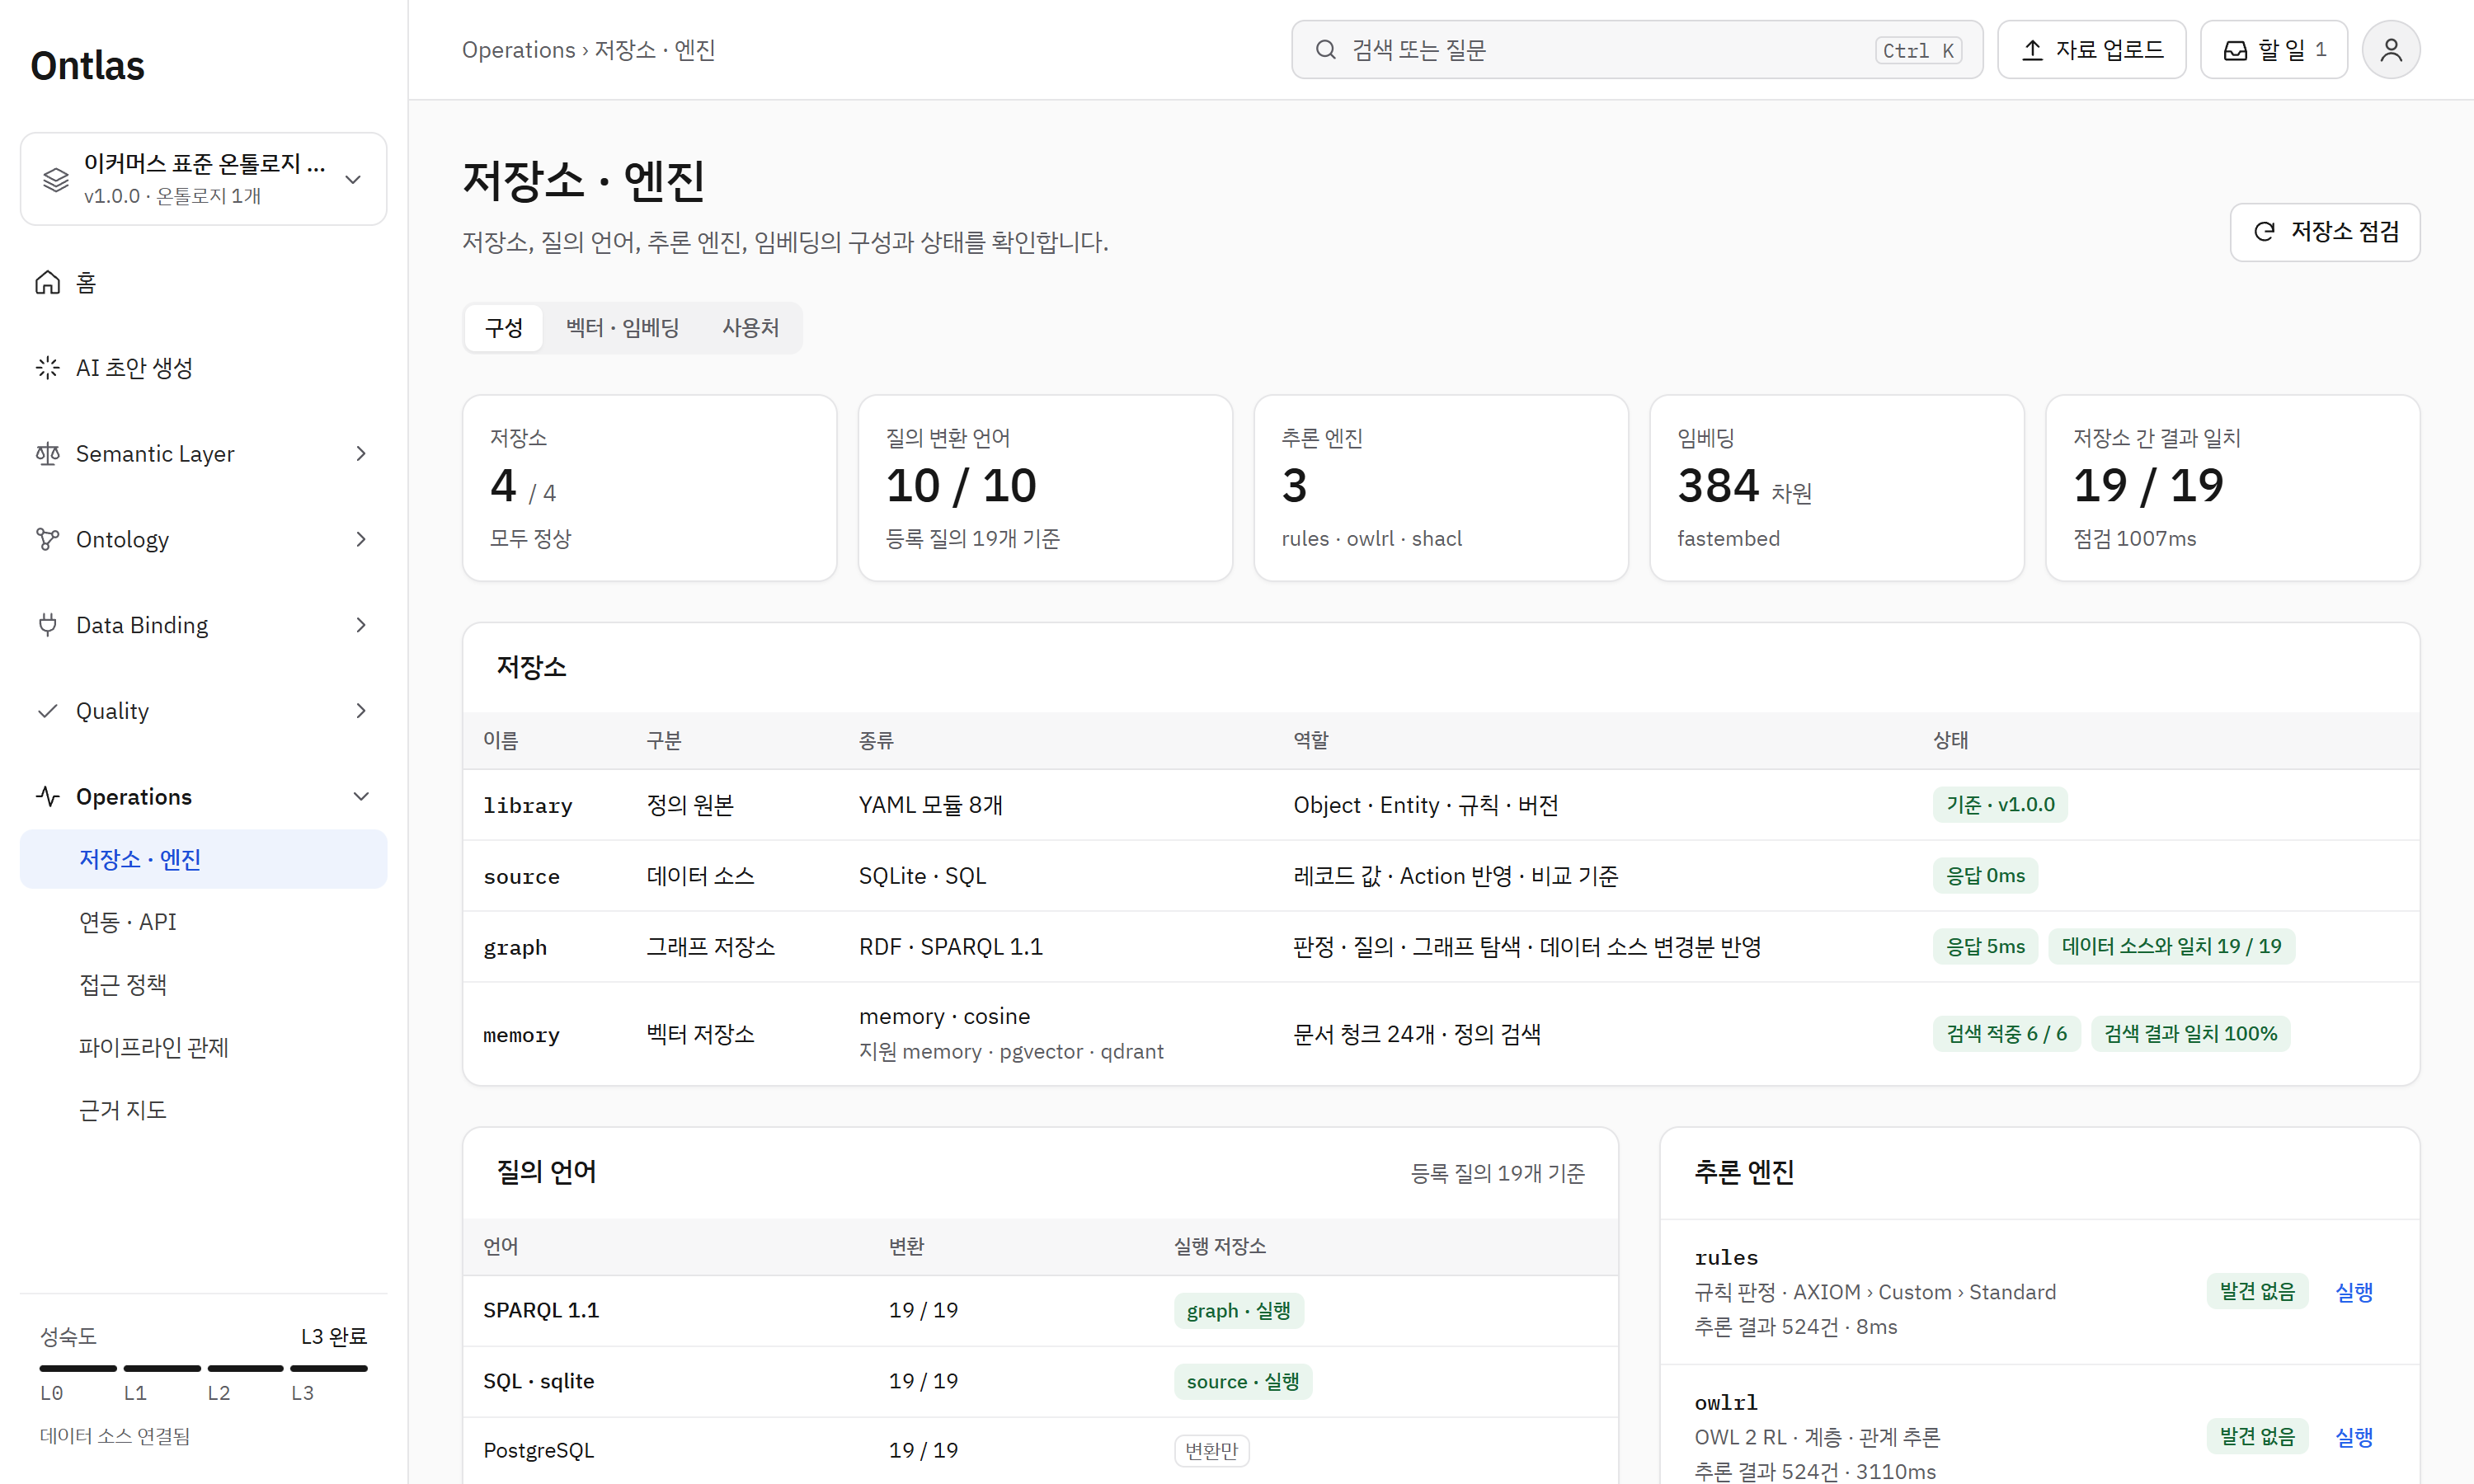 Ontlas
이커머스 표준 온톨로지 ...
v1.0.0 · 온톨로지 1개
홈
AI 초안 생성
Semantic Layer
Ontology
Data Binding
Quality
Operations
저장소 · 엔진
연동 · API
접근 정책
파이프라인 관제
근거 지도
성숙도 L3 완료
L0 L1 L2 L3
데이터 소스 연결됨
Operations › 저장소 · 엔진
검색 또는 질문 Ctrl K
자료 업로드
할 일 1
저장소 · 엔진
저장소, 질의 언어, 추론 엔진, 임베딩의 구성과 상태를 확인합니다.
저장소 점검
구성 벡터 · 임베딩 사용처
저장소
4 / 4
모두 정상
질의 변환 언어
10 / 10
등록 질의 19개 기준
추론 엔진
3
rules · owlrl · shacl
임베딩
384 차원
fastembed
저장소 간 결과 일치
19 / 19
점검 1007ms
저장소
이름 구분 종류 역할 상태
library 정의 원본 YAML 모듈 8개 Object · Entity · 규칙 · 버전 기준 · v1.0.0
source 데이터 소스 SQLite · SQL 레코드 값 · Action 반영 · 비교 기준 응답 0ms
graph 그래프 저장소 RDF · SPARQL 1.1 판정 · 질의 · 그래프 탐색 · 데이터 소스 변경분 반영 응답 5ms 데이터 소스와 일치 19 / 19
memory 벡터 저장소 memory · cosine 문서 청크 24개 · 정의 검색 검색 적중 6 / 6 검색 결과 일치 100%
지원 memory · pgvector · qdrant
질의 언어 등록 질의 19개 기준
언어 변환 실행 저장소
SPARQL 1.1 19 / 19 graph · 실행
SQL · sqlite 19 / 19 source · 실행
PostgreSQL 19 / 19 변환만
추론 엔진
rules
규칙 판정 · AXIOM › Custom › Standard
추론 결과 524건 · 8ms
발견 없음 실행
owlrl
OWL 2 RL · 계층 · 관계 추론
추론 결과 524건 · 3110ms
발견 없음 실행